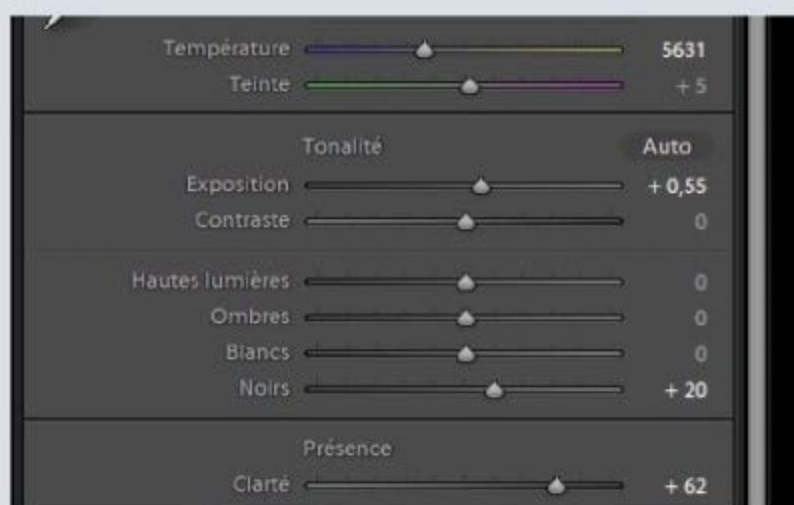 Température 5631
Teinte + 5
Tonalité Auto
Exposition + 0,55
Contraste 0
Hautes lumières 0
Ombres 0
Blancs 0
Noirs + 20
Présence
Clarté + 62